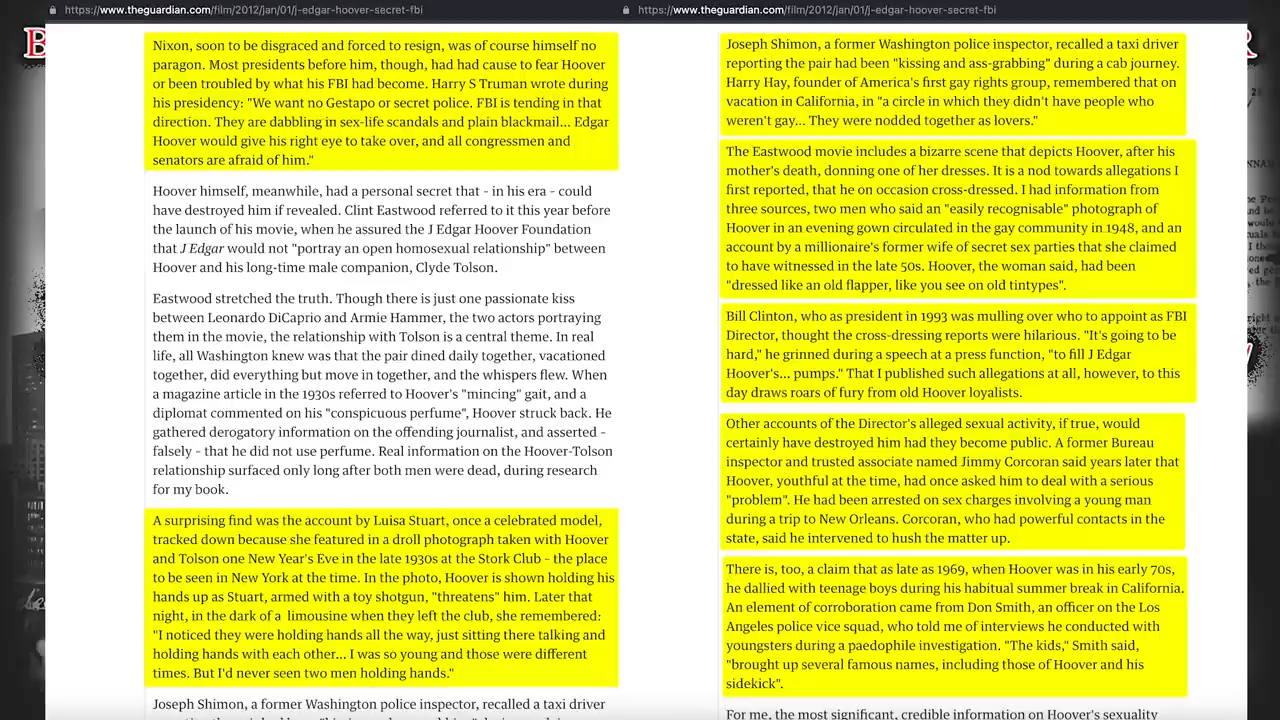 https://www.theguardian.com/film/2012/jan/01/j-edgar-hoover-secret-fbi
Nixon, soon to be disgraced and forced to resign, was of course himself no
paragon. Most presidents before him, though, had had cause to fear Hoover
or been troubled by what his FBI had become. Harry S Truman wrote during
his presidency: "We want no Gestapo or secret police. FBI is tending in that
direction. They are dabbling in sex-life scandals and plain blackmail... Edgar
Hoover would give his right eye to take over, and all congressmen and
senators are afraid of him."
Hoover himself, meanwhile, had a personal secret that – in his era – could
have destroyed him if revealed. Clint Eastwood referred to it this year before
the launch of his movie, when he assured the J Edgar Hoover Foundation
that J Edgar would not "portray an open homosexual relationship" between
Hoover and his long-time male companion, Clyde Tolson.
Eastwood stretched the truth. Though there is just one passionate kiss
between Leonardo DiCaprio and Armie Hammer, the two actors portraying
them in the movie, the relationship with Tolson is a central theme. In real
life, all Washington knew was that the pair dined daily together, vacationed
together, did everything but move in together, and the whispers flew. When
a magazine article in the 1930s referred to Hoover's "mincing" gait, and a
diplomat commented on his "conspicuous perfume", Hoover struck back. He
gathered derogatory information on the offending journalist, and asserted –
falsely – that he did not use perfume. Real information on the Hoover-Tolson
relationship surfaced only long after both men were dead, during research
for my book.
A surprising find was the account by Luisa Stuart, once a celebrated model,
tracked down because she featured in a droll photograph taken with Hoover
and Tolson one New Year's Eve in the late 1930s at the Stork Club – the place
to be seen in New York at the time. In the photo, Hoover is shown holding his
hands up as Stuart, armed with a toy shotgun, "threatens" him. Later that
night, in the dark of a limousine when they left the club, she remembered:
"I noticed they were holding hands all the way, just sitting there talking and
holding hands with each other... I was so young and those were different
times. But I'd never seen two men holding hands."
Joseph Shimon, a former Washington police inspector, recalled a taxi driver
https://www.theguardian.com/film/2012/jan/01/j-edgar-hoover-secret-fbi
Joseph Shimon, a former Washington police inspector, recalled a taxi driver
reporting the pair had been "kissing and ass-grabbing" during a cab journey.
Harry Hay, founder of America's first gay rights group, remembered that on
vacation in California, in "a circle in which they didn't have people who
weren't gay... They were nodded together as lovers."
The Eastwood movie includes a bizarre scene that depicts Hoover, after his
mother's death, donning one of her dresses. It is a nod towards allegations I
first reported, that he on occasion cross-dressed. I had information from
three sources, two men who said an "easily recognisable" photograph of
Hoover in an evening gown circulated in the gay community in 1948, and an
account by a millionaire's former wife of secret sex parties that she claimed
to have witnessed in the late 50s. Hoover, the woman said, had been
"dressed like an old flapper, like you see on old tintypes".
Bill Clinton, who as president in 1993 was mulling over who to appoint as FBI
Director, thought the cross-dressing reports were hilarious. "It's going to be
hard," he grinned during a speech at a press function, "to fill J Edgar
Hoover's... pumps." That I published such allegations at all, however, to this
day draws roars of fury from old Hoover loyalists.
Other accounts of the Director's alleged sexual activity, if true, would
certainly have destroyed him had they become public. A former Bureau
inspector and trusted associate named Jimmy Corcoran said years later that
Hoover, youthful at the time, had once asked him to deal with a serious
"problem". He had been arrested on sex charges involving a young man
during a trip to New Orleans. Corcoran, who had powerful contacts in the
state, said he intervened to hush the matter up.
There is, too, a claim that as late as 1969, when Hoover was in his early 70s,
he dallied with teenage boys during his habitual summer break in California.
An element of corroboration came from Don Smith, an officer on the Los
Angeles police vice squad, who told me of interviews he conducted with
youngsters during a paedophile investigation. "The kids," Smith said,
"brought up several famous names, including those of Hoover and his
sidekick".
For me, the most significant, credible information on Hoover's sexuality